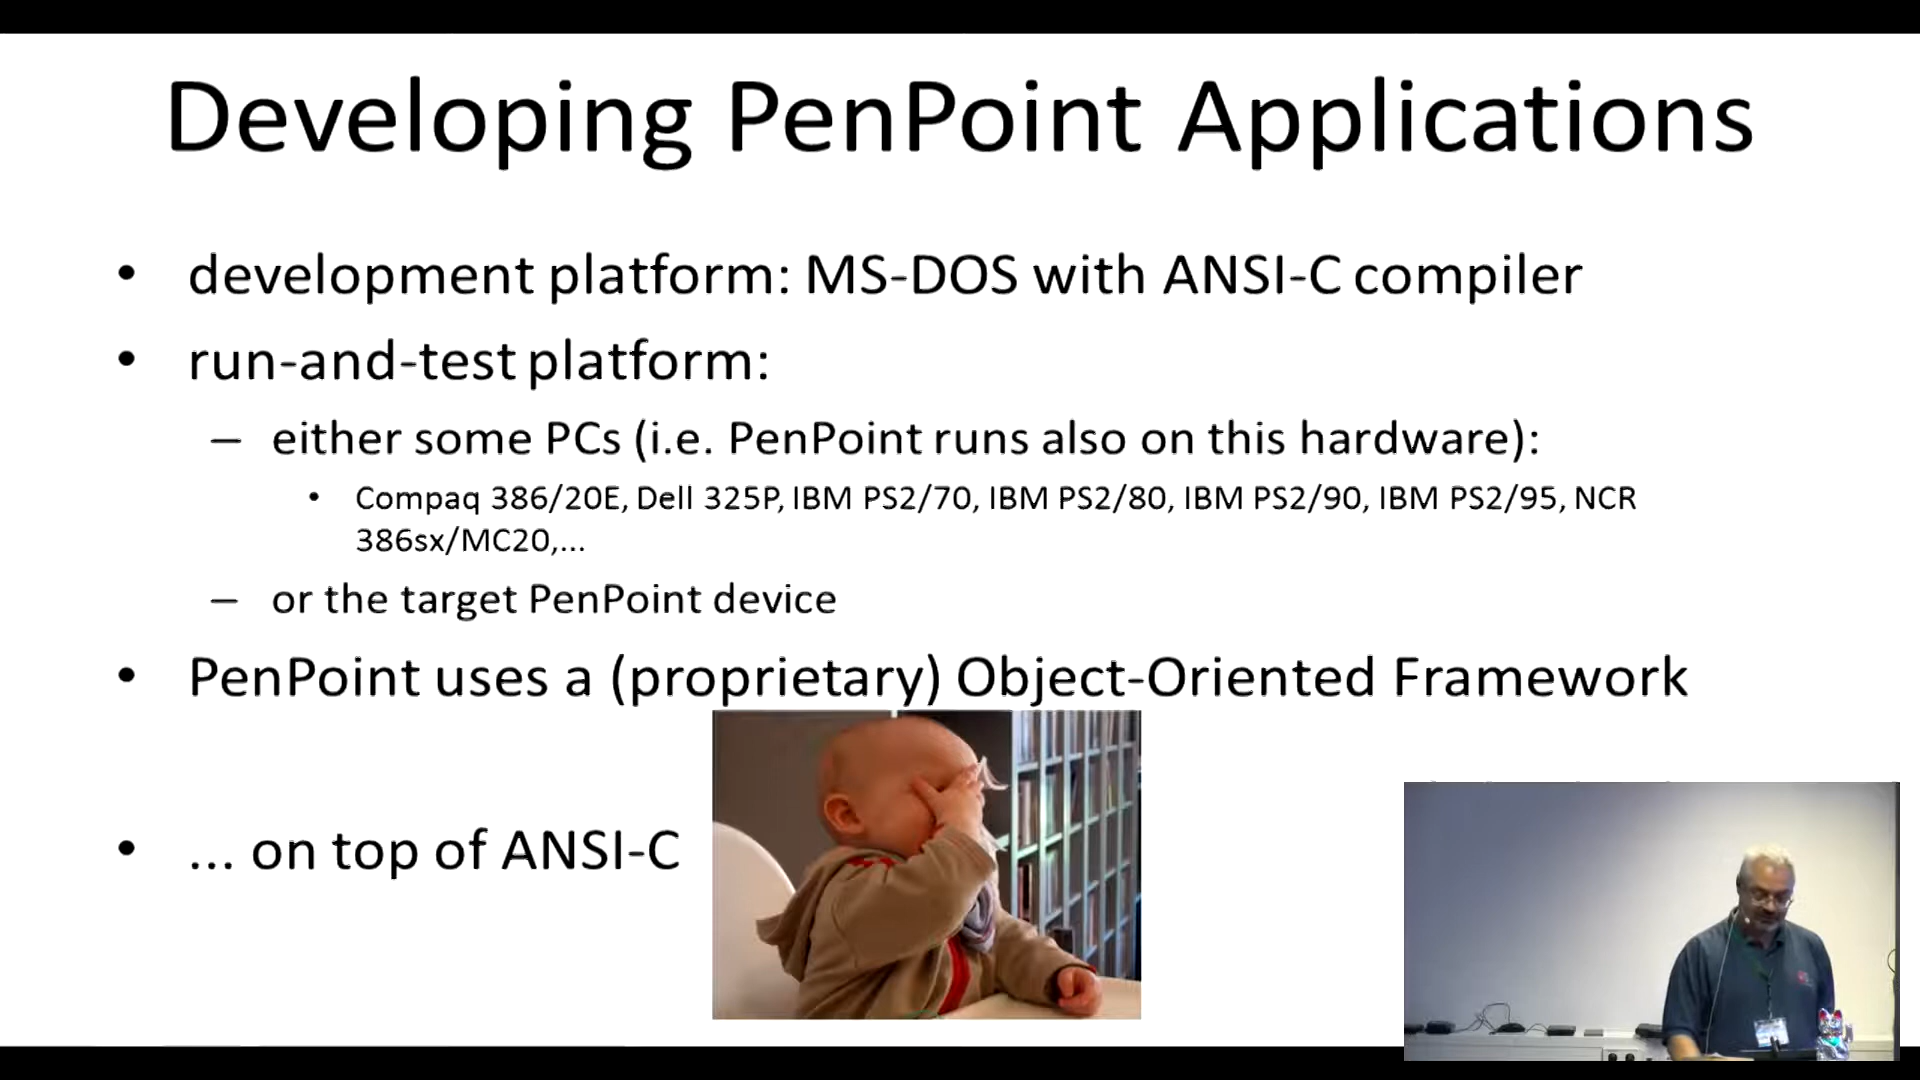 Developing PenPoint Applications
• development platform: MS-DOS with ANSI-C compiler
• run-and-test platform:
– either some PCs (i.e. PenPoint runs also on this hardware):
• Compaq 386/20E, Dell 325P, IBM PS2/70, IBM PS2/80, IBM PS2/90, IBM PS2/95, NCR
386sx/MC20,...
– or the target PenPoint device
• PenPoint uses a (proprietary) Object-Oriented Framework
• ... on top of ANSI-C